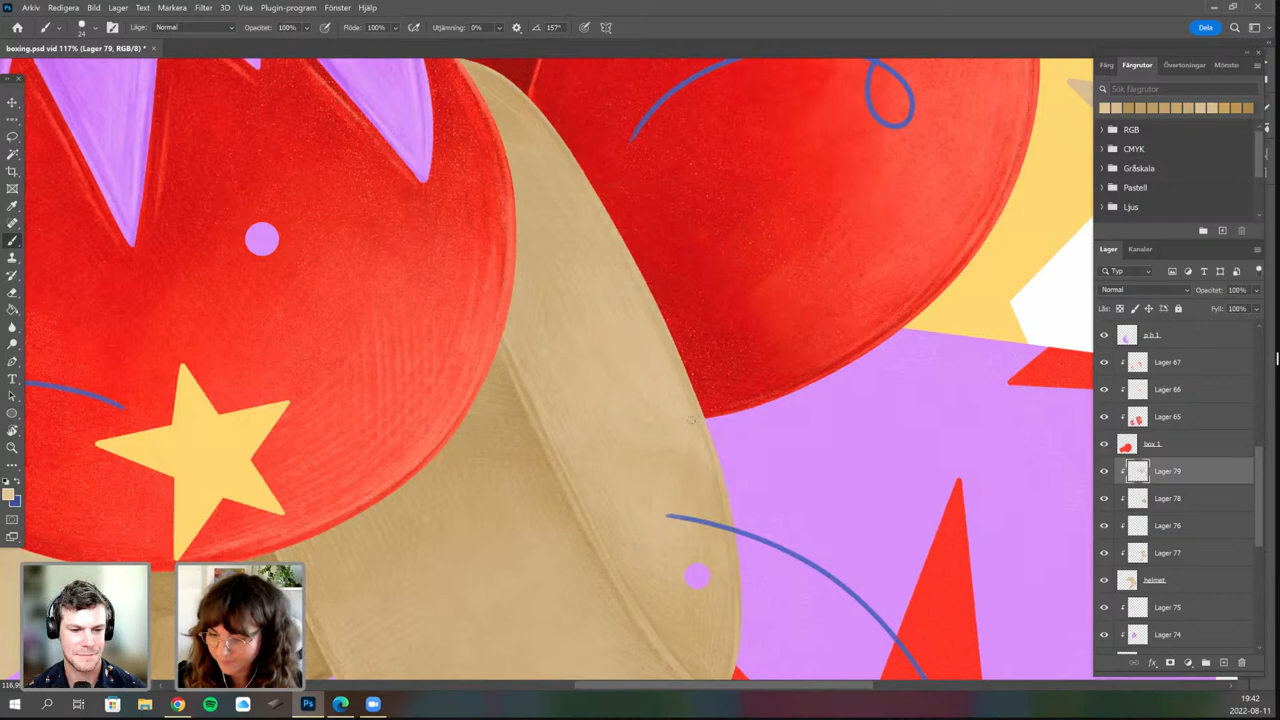 Arkiv Redigera Bild Lager Text Markera Filter 3D Visa Plugin-program Fönster Hjälp
24 Läge: Normal Opacitet: 100% Flöde: 100% Utjämning: 0% 157° Dela
boxing.psd vid 117% (Lager 79, RGB/8) *
Färg Färgrutor Övertoningar Mönste
Sök färgrutor
RGB
CMYK
Gråskala
Pastell
Ljus
Lager Kanaler
Typ
Normal Opacitet: 100%
Lås: Fyll: 100%
p b 1
Lager 67
Lager 66
Lager 65
box 1
Lager 79
Lager 78
Lager 76
Lager 77
helmet
Lager 75
Lager 74
fx
19:42
2022-08-11